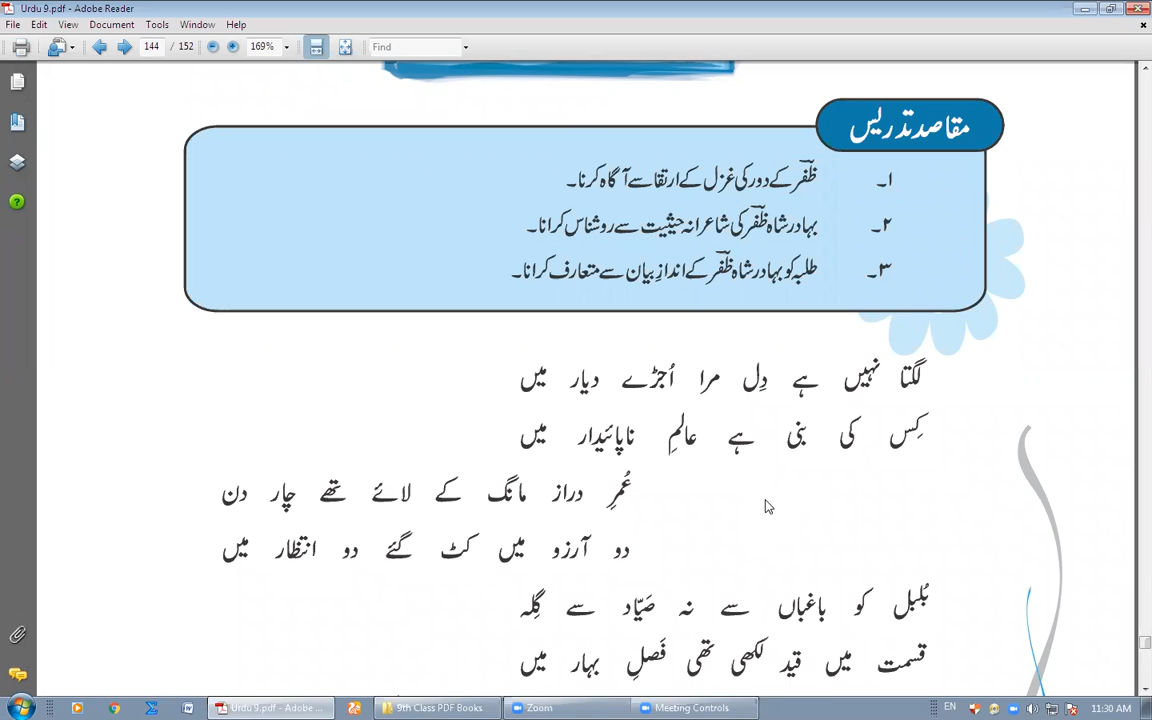 Urdu 9.pdf - Adobe Reader
File Edit View Document Tools Window Help
144 / 152 169% Find
مقاصد تدریس
۱۔ ظفر کے دور کی غزل کے ارتقا سے آگاہ کرنا۔
۲۔ بہادر شاہ ظفر کی شاعرانہ حیثیت سے روشناس کرانا۔
۳۔ طلبہ کو بہادر شاہ ظفر کے اندازِ بیان سے متعارف کرانا۔
لگتا نہیں ہے دِل مرا اُجڑے دیار میں
کِس کی بنی ہے عالمِ ناپائیدار میں
عُمرِ دراز مانگ کے لائے تھے چار دن
دو آرزو میں کٹ گئے دو انتظار میں
بُلبل کو باغباں سے نہ صَیّاد سے گِلہ
قسمت میں قید لکھی تھی فَصلِ بہار میں
Urdu 9.pdf - Adobe ... 9th Class PDF Books Zoom Meeting Controls EN 11:30 AM